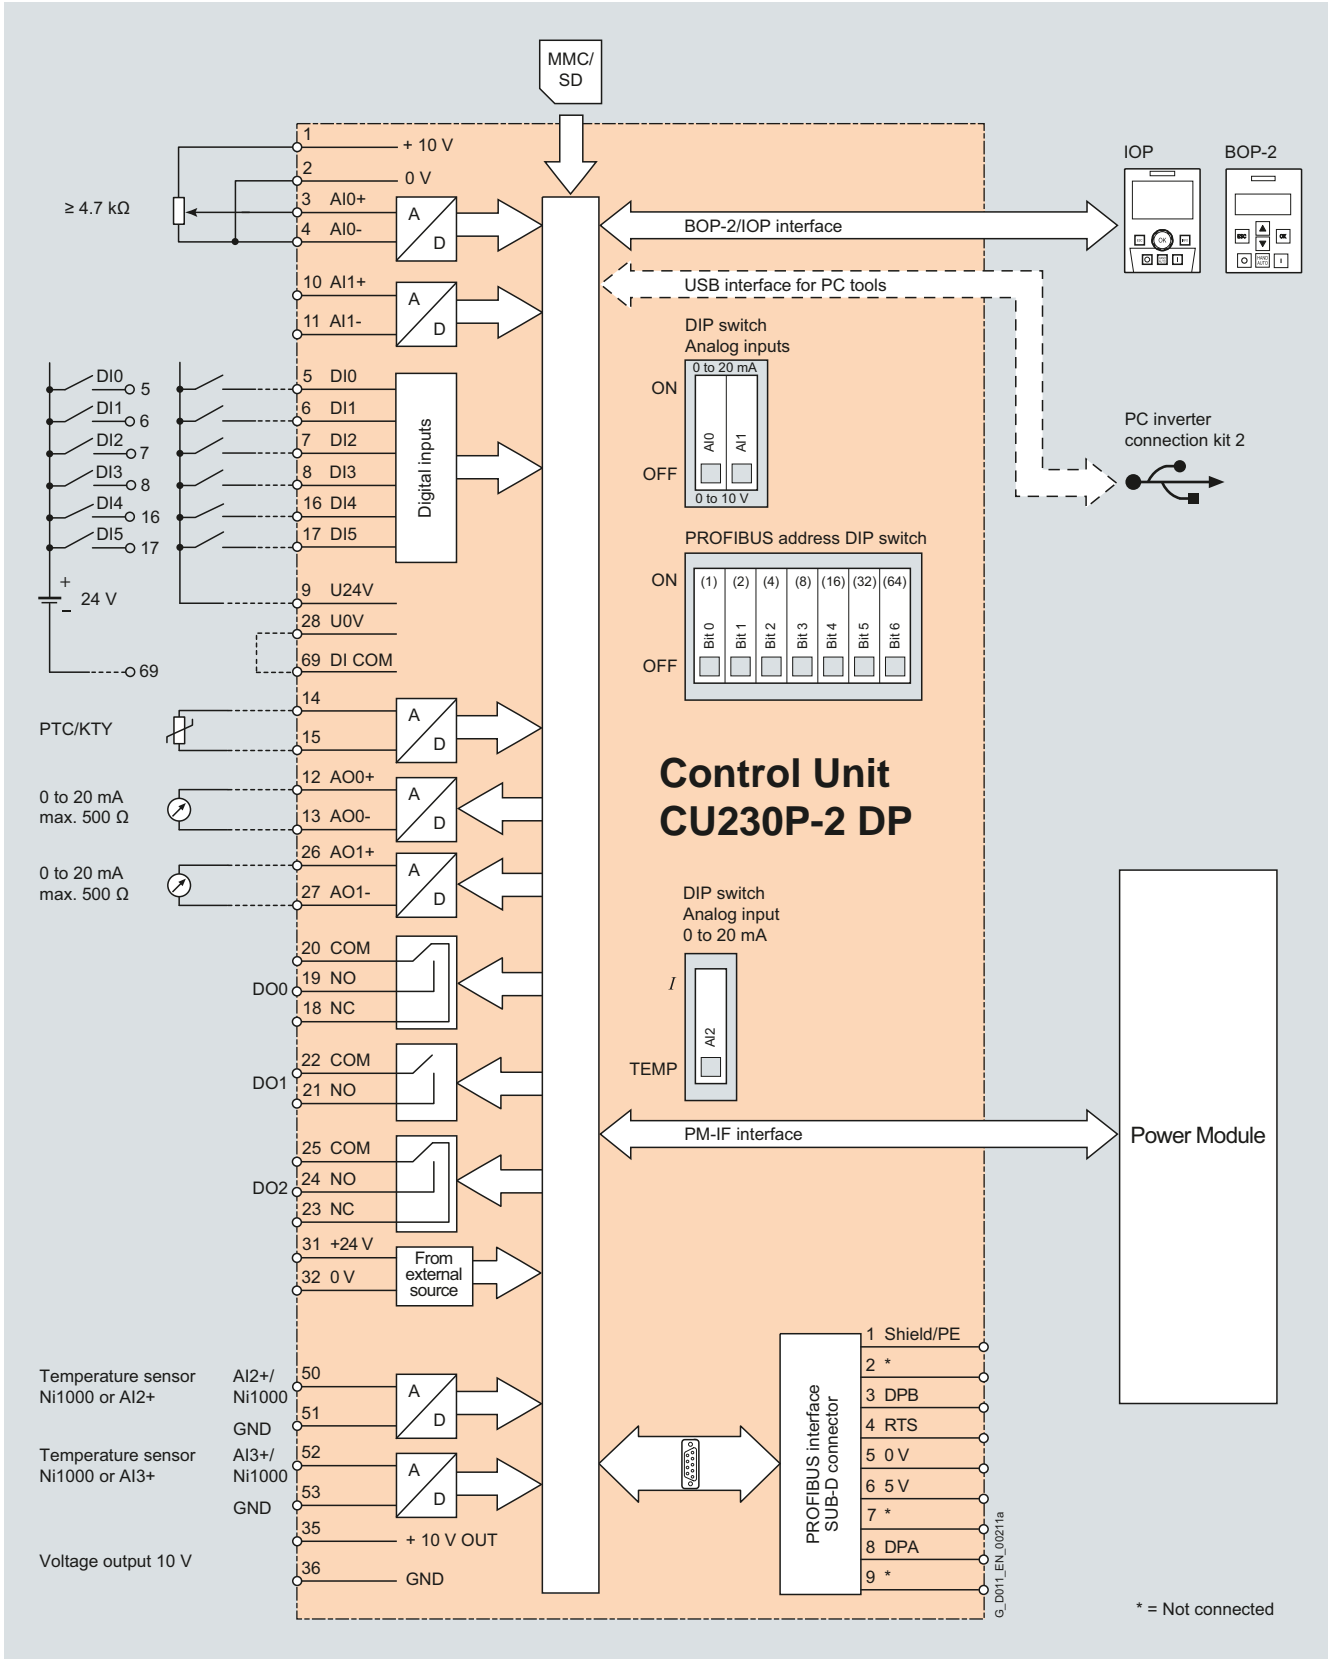 MMC/
SD
1
+ 10 V
2
0 V
≥ 4.7 kΩ
3 AI0+
4 AI0-
A
D
10 AI1+
11 AI1-
A
D
BOP-2/IOP interface
IOP
BOP-2
ESC
OK
ESC
OK
HAND
AUTO
O
I
O
I
USB interface for PC tools
DIP switch
Analog inputs
0 to 20 mA
ON
AI0
AI1
OFF
0 to 10 V
PC inverter
connection kit 2
DI0
5
DI1
6
DI2
7
DI3
8
DI4
16
DI5
17
5 DI0
6 DI1
7 DI2
8 DI3
16 DI4
17 DI5
Digital inputs
+
24 V
−
69
9 U24V
28 U0V
69 DI COM
PROFIBUS address DIP switch
ON
(1) (2) (4) (8) (16) (32) (64)
Bit 0
Bit 1
Bit 2
Bit 3
Bit 4
Bit 5
Bit 6
OFF
PTC/KTY
14
15
A
D
Control Unit
CU230P-2 DP
0 to 20 mA
max. 500 Ω
12 AO0+
13 AO0-
A
D
0 to 20 mA
max. 500 Ω
26 AO1+
27 AO1-
A
D
DIP switch
Analog input
0 to 20 mA
I
AI2
TEMP
DO0
20 COM
19 NO
18 NC
DO1
22 COM
21 NO
DO2
25 COM
24 NO
23 NC
PM-IF interface
Power Module
31 +24 V
32 0 V
From
external
source
Temperature sensor
Ni1000 or AI2+
AI2+/
Ni1000
GND
50
51
A
D
Temperature sensor
Ni1000 or AI3+
AI3+/
Ni1000
GND
52
53
A
D
Voltage output 10 V
35
+ 10 V OUT
36
GND
PROFIBUS interface
SUB-D connector
1 Shield/PE
2 *
3 DPB
4 RTS
5 0 V
6 5 V
7 *
8 DPA
9 *
G_D011_EN_00211a
* = Not connected